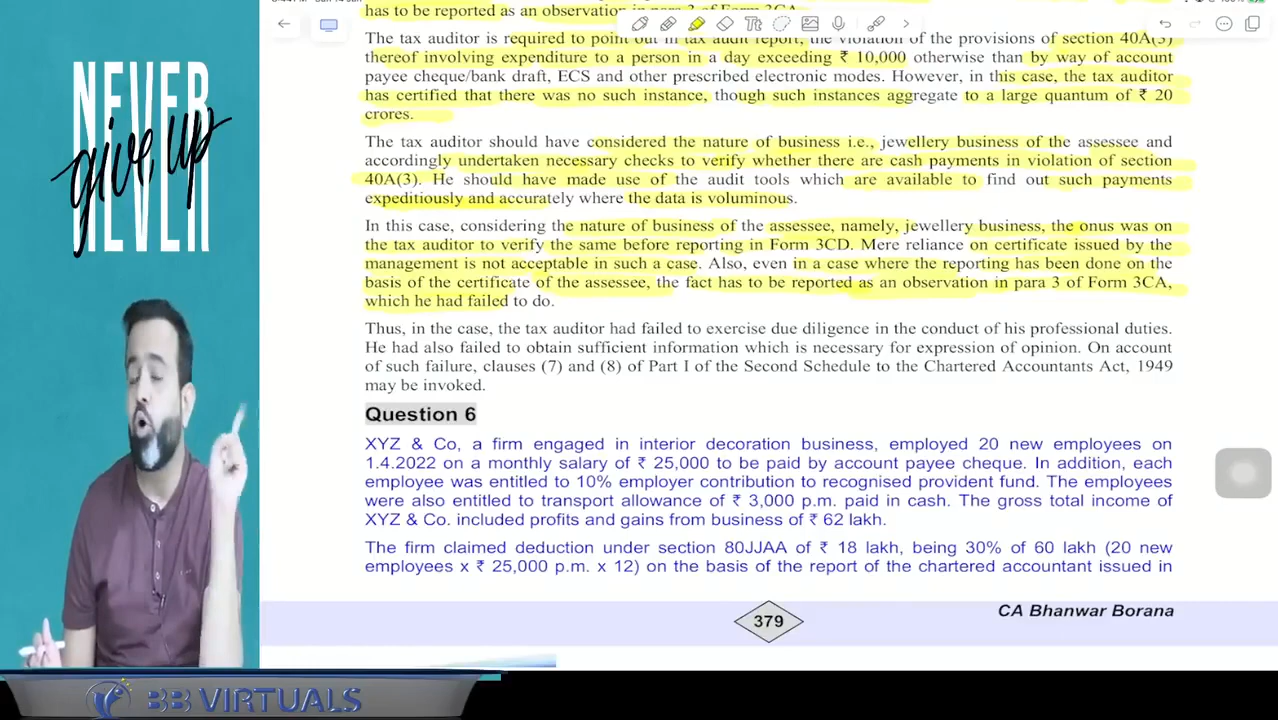 has to be reported as an observation in para 3 of Form 3CA.
The tax auditor is required to point out in tax audit report, the violation of the provisions of section 40A(3)
thereof involving expenditure to a person in a day exceeding ₹ 10,000 otherwise than by way of account
payee cheque/bank draft, ECS and other prescribed electronic modes. However, in this case, the tax auditor
has certified that there was no such instance, though such instances aggregate to a large quantum of ₹ 20
crores.
The tax auditor should have considered the nature of business i.e., jewellery business of the assessee and
accordingly undertaken necessary checks to verify whether there are cash payments in violation of section
40A(3). He should have made use of the audit tools which are available to find out such payments
expeditiously and accurately where the data is voluminous.
In this case, considering the nature of business of the assessee, namely, jewellery business, the onus was on
the tax auditor to verify the same before reporting in Form 3CD. Mere reliance on certificate issued by the
management is not acceptable in such a case. Also, even in a case where the reporting has been done on the
basis of the certificate of the assessee, the fact has to be reported as an observation in para 3 of Form 3CA,
which he had failed to do.
Thus, in the case, the tax auditor had failed to exercise due diligence in the conduct of his professional duties.
He had also failed to obtain sufficient information which is necessary for expression of opinion. On account
of such failure, clauses (7) and (8) of Part I of the Second Schedule to the Chartered Accountants Act, 1949
may be invoked.
Question 6
XYZ & Co, a firm engaged in interior decoration business, employed 20 new employees on
1.4.2022 on a monthly salary of ₹ 25,000 to be paid by account payee cheque. In addition, each
employee was entitled to 10% employer contribution to recognised provident fund. The employees
were also entitled to transport allowance of ₹ 3,000 p.m. paid in cash. The gross total income of
XYZ & Co. included profits and gains from business of ₹ 62 lakh.
The firm claimed deduction under section 80JJAA of ₹ 18 lakh, being 30% of 60 lakh (20 new
employees x ₹ 25,000 p.m. x 12) on the basis of the report of the chartered accountant issued in
CA Bhanwar Borana
379
NEVER
give up
NEVER
BB VIRTUALS